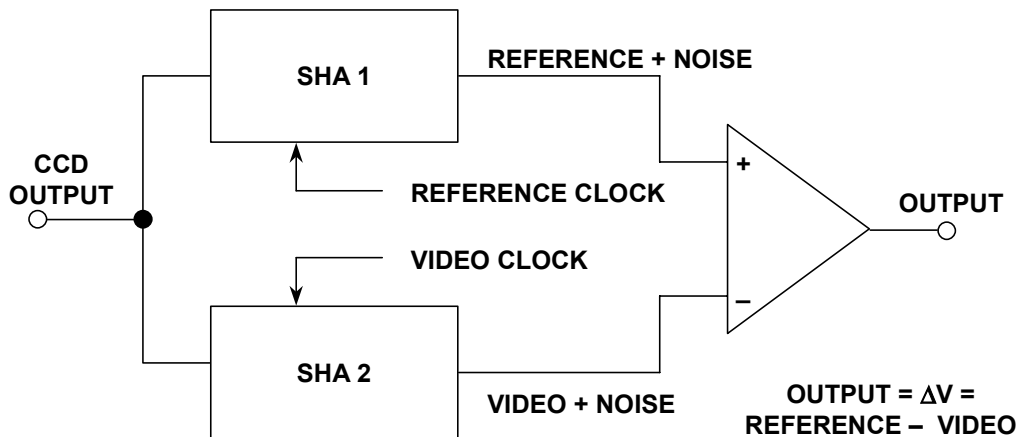 SHA 1
REFERENCE + NOISE
+
CCD
OUTPUT
REFERENCE CLOCK
OUTPUT
VIDEO CLOCK
–
SHA 2
VIDEO + NOISE
OUTPUT = ΔV =
REFERENCE – VIDEO